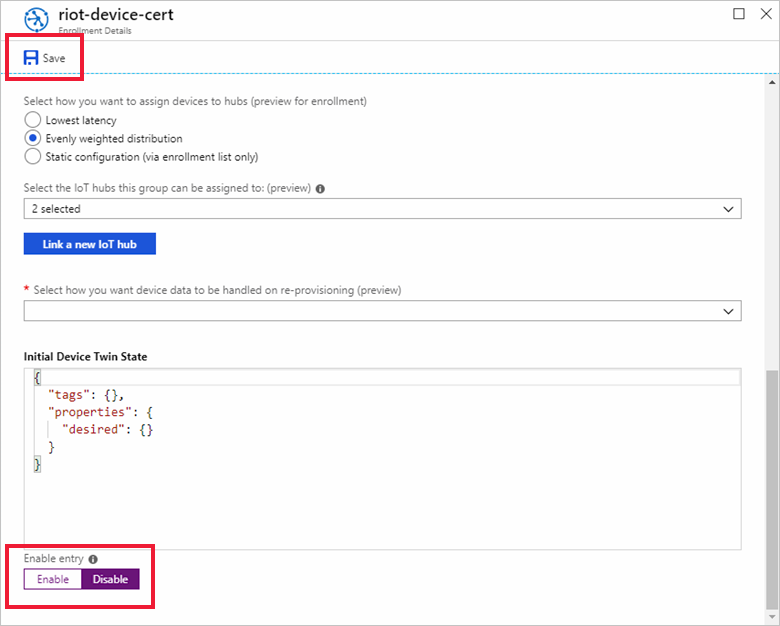 riot-device-cert
Enrollment Details
Save
Select how you want to assign devices to hubs (preview for enrollment)
Lowest latency
Evenly weighted distribution
Static configuration (via enrollment list only)
Select the IoT hubs this group can be assigned to: (preview)
2 selected
Link a new IoT hub
* Select how you want device data to be handled on re-provisioning (preview)
Initial Device Twin State
{
"tags": {},
"properties": {
"desired": {}
}
}
Enable entry
Enable Disable